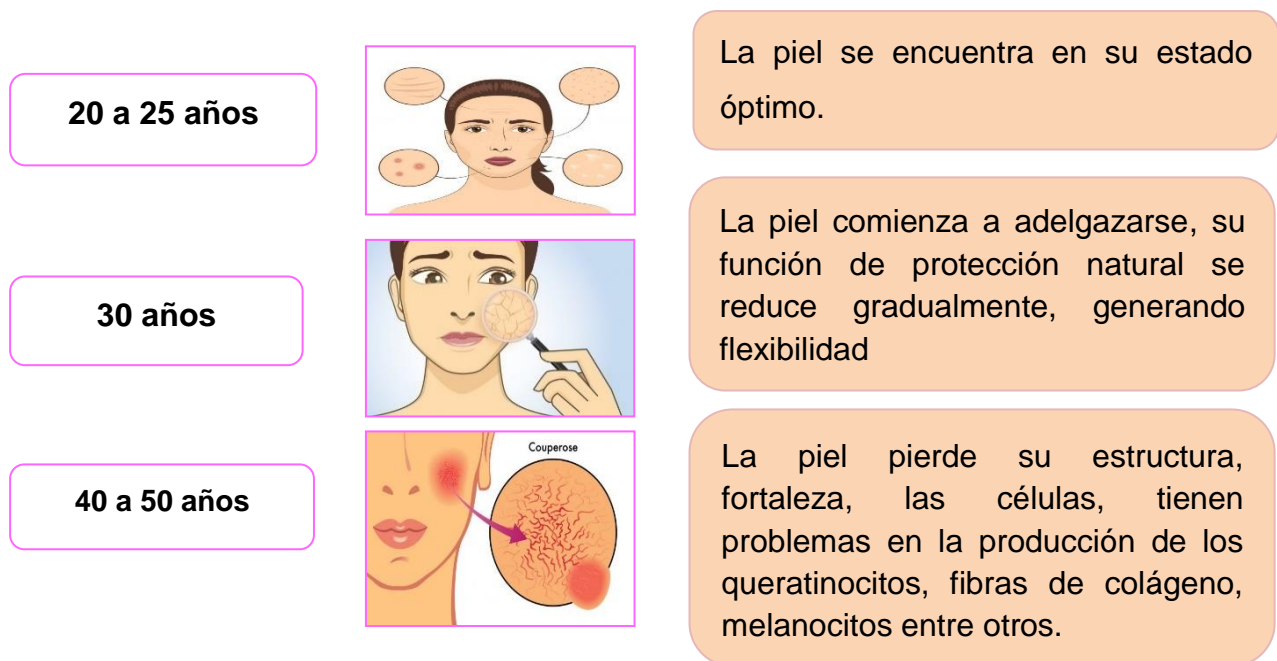 20 a 25 años
La piel se encuentra en su estado
óptimo.
30 años
La piel comienza a adelgazarse, su
función de protección natural se
reduce gradualmente, generando
flexibilidad
40 a 50 años
Couperose
La piel pierde su estructura,
fortaleza, las células, tienen
problemas en la producción de los
queratinocitos, fibras de colágeno,
melanocitos entre otros.